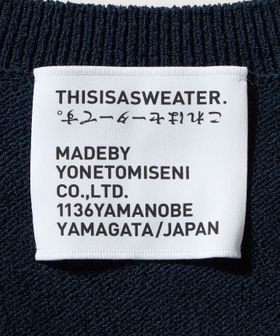 THISISASWEATER.
これはセーターです。
MADEBY
YONETOMISENI
CO.,LTD.
1136YAMANOBE
YAMAGATA/JAPAN